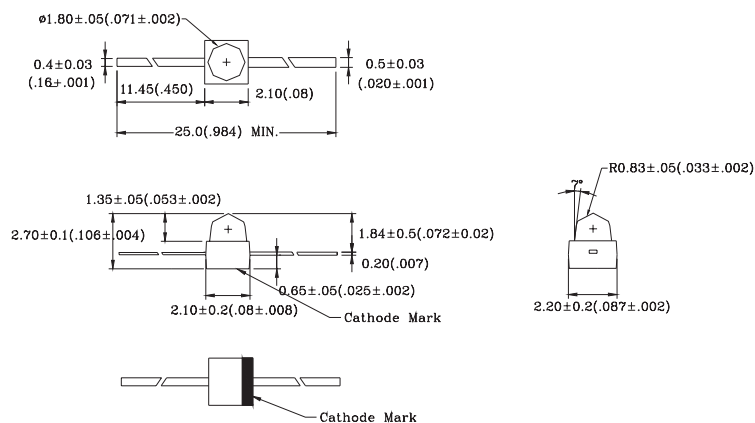 ø1.80±.05(.071±.002)
0.4±0.03
(.16±.001)
0.5±0.03
(.020±.001)
11.45(.450)
2.10(.08)
25.0(.984) MIN.
1.35±.05(.053±.002)
2.70±0.1(.106±.004)
1.84±0.5(.072±0.02)
0.20(.007)
0.65±.05(.025±.002)
2.10±0.2(.08±.008)
Cathode Mark
7°
R0.83±.05(.033±.002)
2.20±0.2(.087±.002)
Cathode Mark